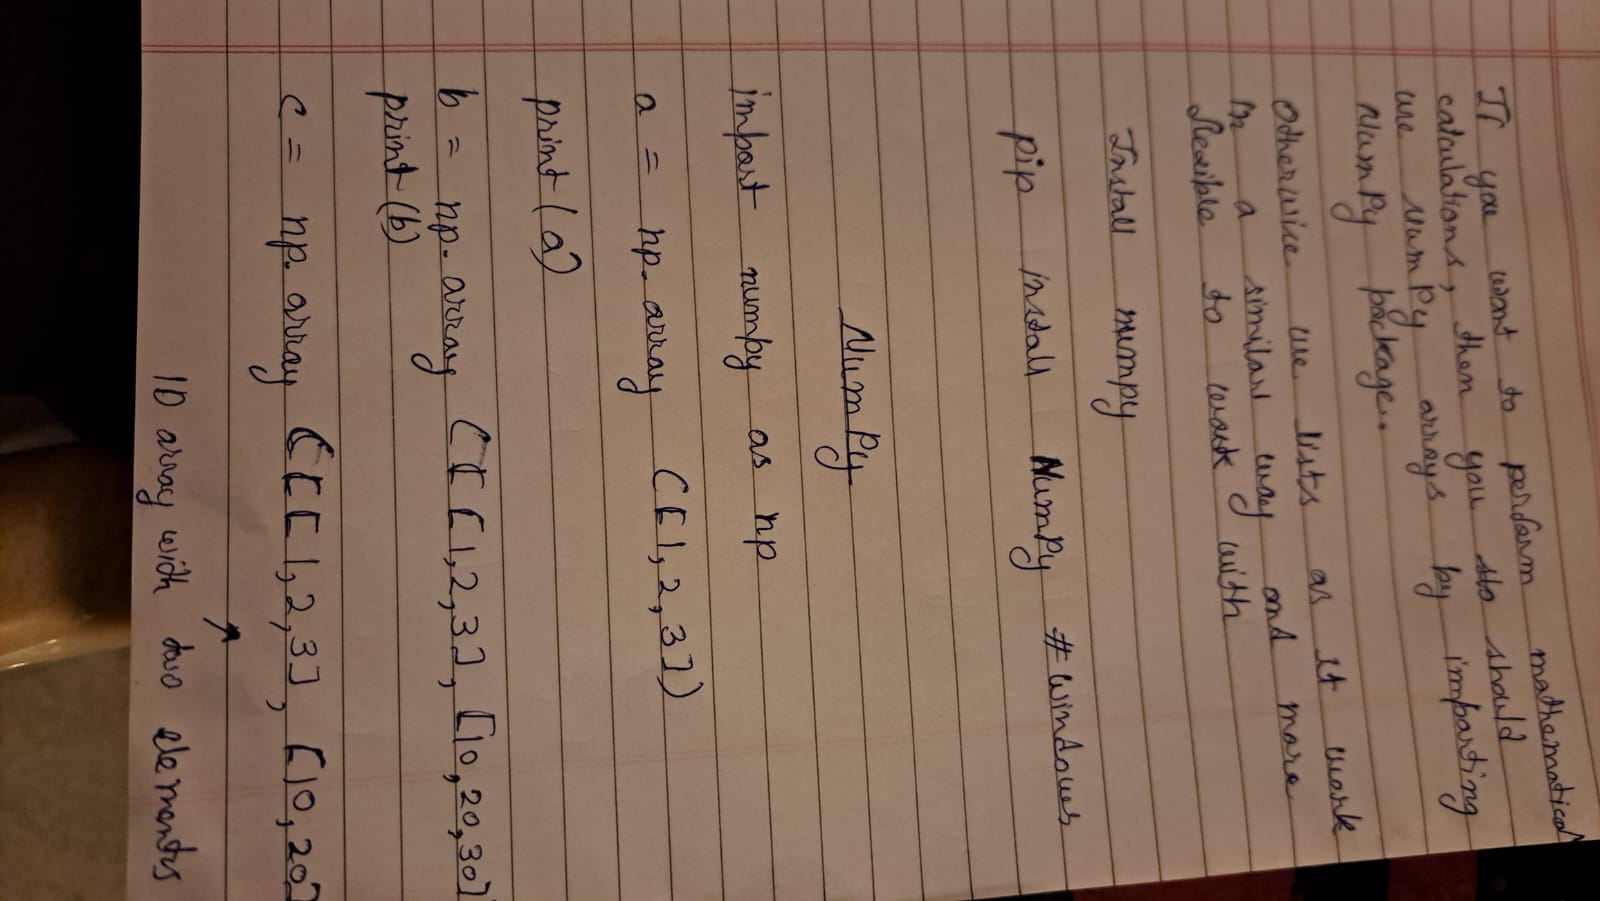 If you want to perform mathematical
calculations, then you sto should
use NumPy arrays by importing
NumPy package.
Otherwise use lists as it work
in a similar way and more
flexible to work with
Install numpy
pip install NumPy # windows
NumPy
import numpy as np
a = np.array ([1,2,3])
print(a)
b = np.array ([[1,2,3], [10,20,30]
print(b)
c = np.array ([[1,2,3], [10,20]
↑
1D array with two elements